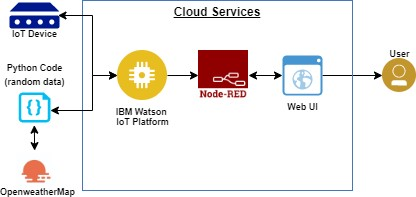 Cloud Services
IoT Device
Python Code
(random data)
User
IBM Watson
IoT Platform
Node-RED
Web UI
OpenweatherMap